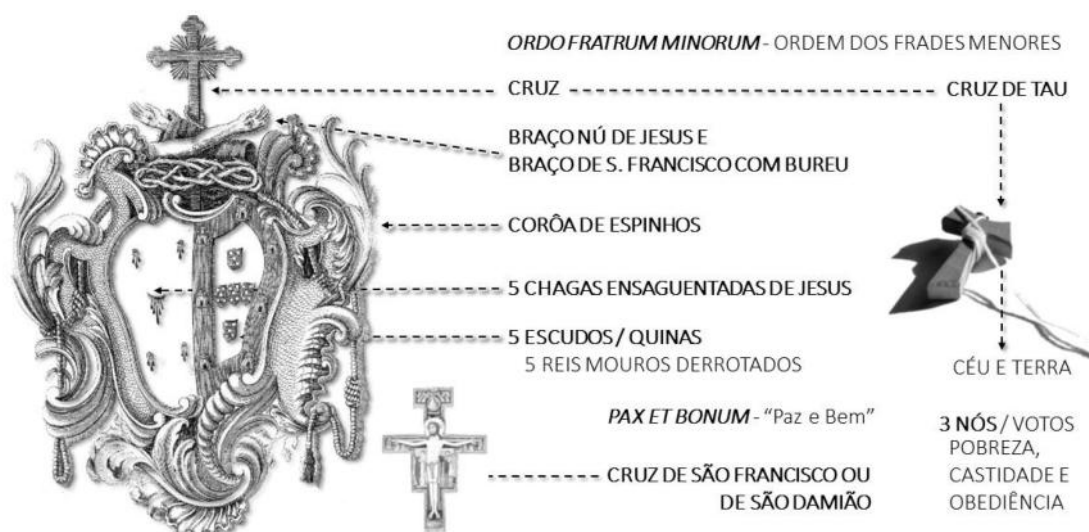 ORDO FRATRUM MINORUM - ORDEM DOS FRADES MENORES
CRUZ
CRUZ DE TAU
BRAÇO NÚ DE JESUS E
BRAÇO DE S. FRANCISCO COM BUREU
CORÔA DE ESPINHOS
5 CHAGAS ENSAGUENTADAS DE JESUS
5 ESCUDOS / QUINAS
5 REIS MOUROS DERROTADOS
CÉU E TERRA
PAX ET BONUM - “Paz e Bem”
3 NÓS / VOTOS
POBREZA,
CASTIDADE E
OBEDIÊNCIA
CRUZ DE SÃO FRANCISCO OU
DE SÃO DAMIÃO